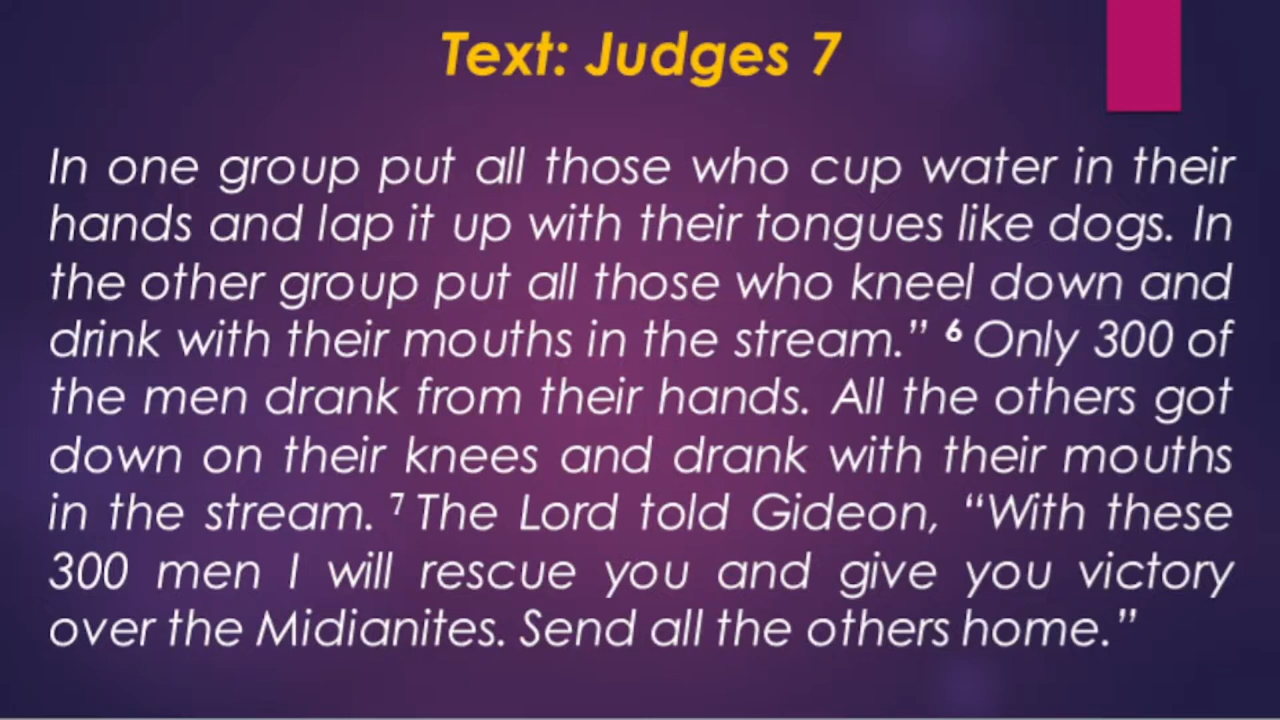 Text: Judges 7
In one group put all those who cup water in their
hands and lap it up with their tongues like dogs. In
the other group put all those who kneel down and
drink with their mouths in the stream.” ⁶ Only 300 of
the men drank from their hands. All the others got
down on their knees and drank with their mouths
in the stream. ⁷ The Lord told Gideon, “With these
300 men I will rescue you and give you victory
over the Midianites. Send all the others home.”